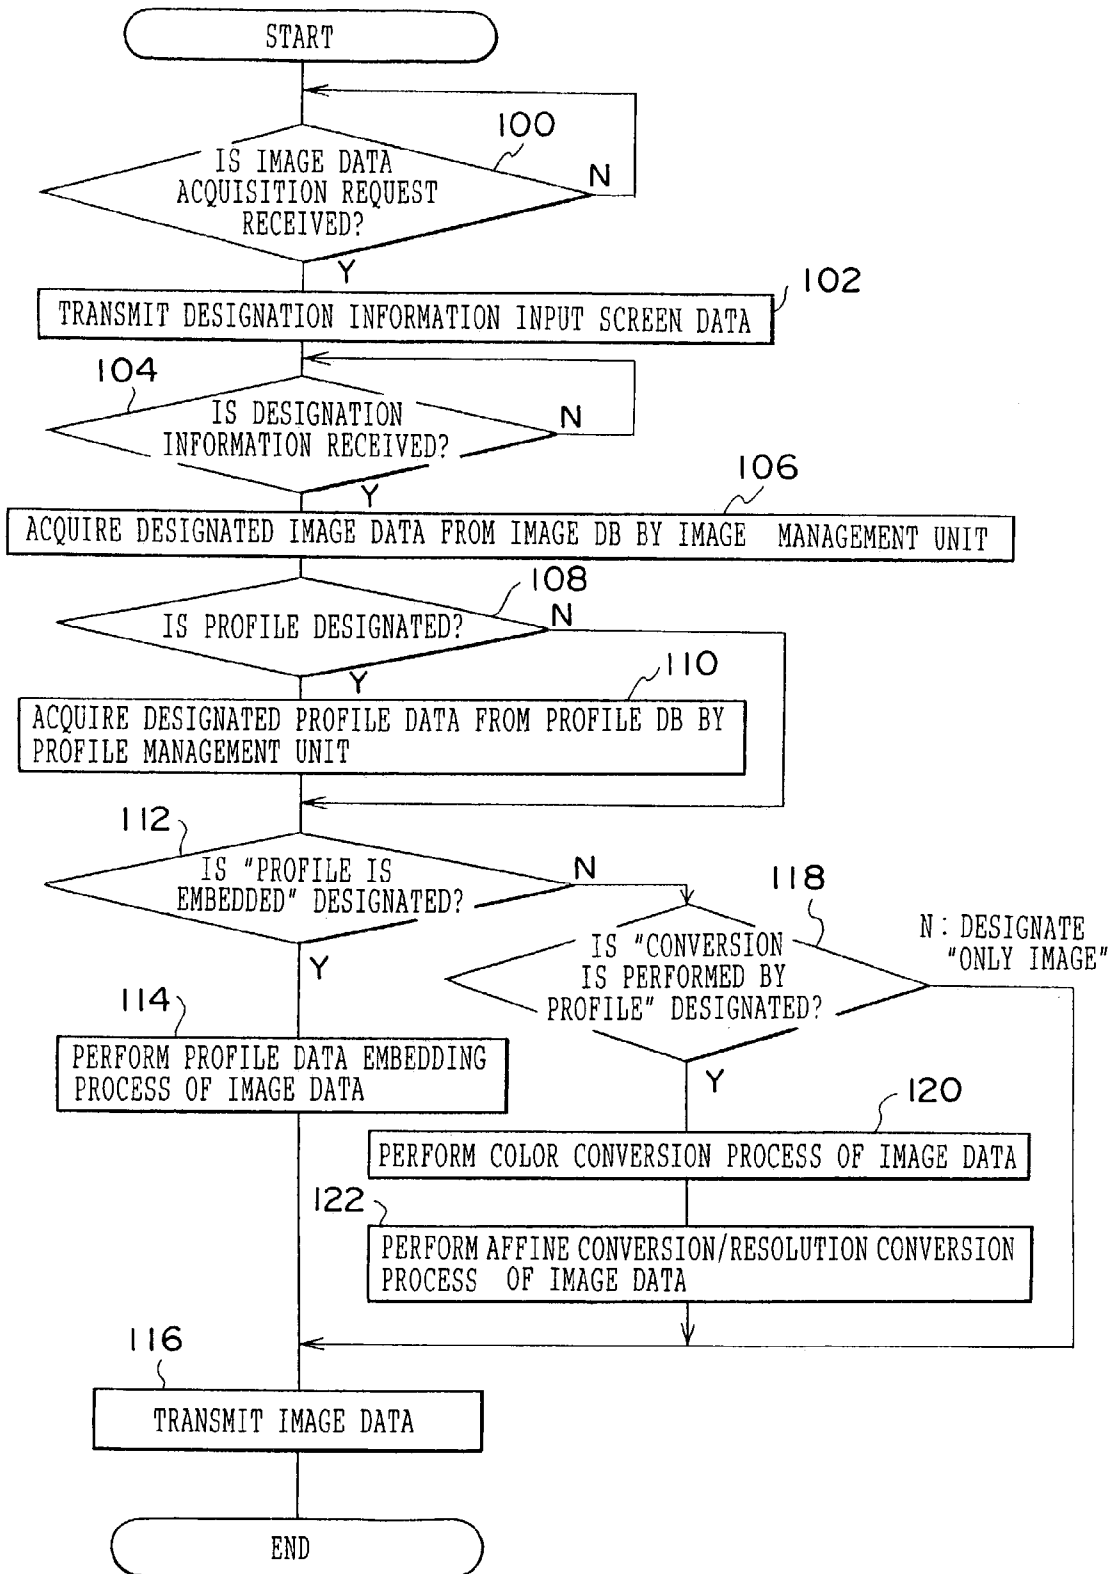 START
100
IS IMAGE DATA
ACQUISITION REQUEST
RECEIVED?
N
Y
102
TRANSMIT DESIGNATION INFORMATION INPUT SCREEN DATA
104
IS DESIGNATION
INFORMATION RECEIVED?
N
Y
106
ACQUIRE DESIGNATED IMAGE DATA FROM IMAGE DB BY IMAGE MANAGEMENT UNIT
108
IS PROFILE DESIGNATED?
N
Y
110
ACQUIRE DESIGNATED PROFILE DATA FROM PROFILE DB BY
PROFILE MANAGEMENT UNIT
112
IS "PROFILE IS
EMBEDDED" DESIGNATED?
N
Y
118
IS "CONVERSION
IS PERFORMED BY
PROFILE" DESIGNATED?
N: DESIGNATE
"ONLY IMAGE"
Y
114
PERFORM PROFILE DATA EMBEDDING
PROCESS OF IMAGE DATA
120
PERFORM COLOR CONVERSION PROCESS OF IMAGE DATA
122
PERFORM AFFINE CONVERSION/RESOLUTION CONVERSION
PROCESS OF IMAGE DATA
116
TRANSMIT IMAGE DATA
END